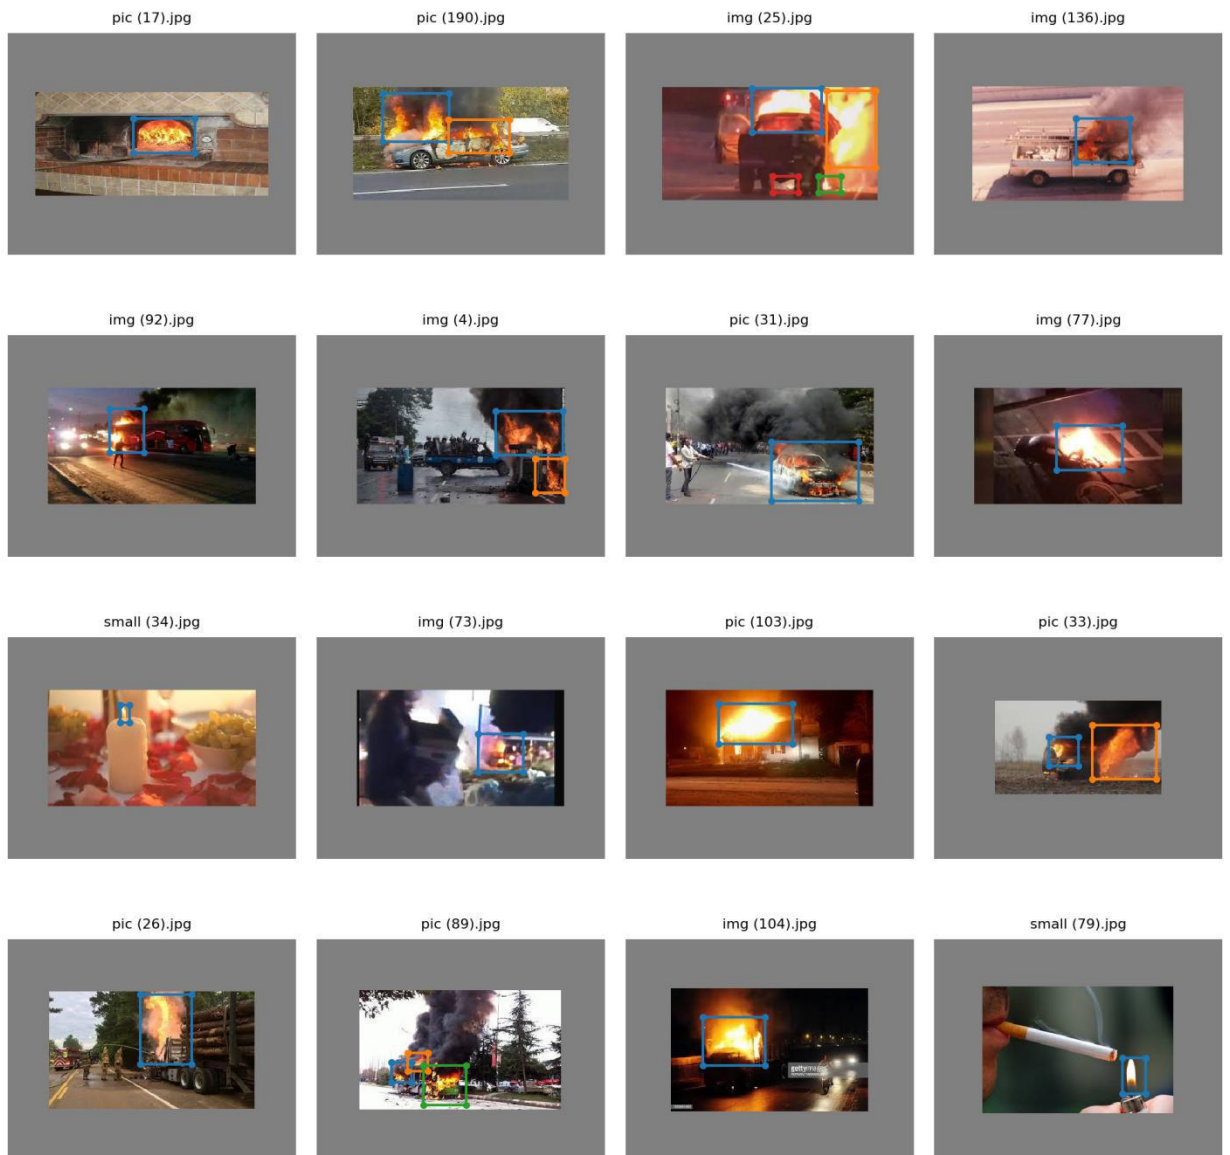 pic (17).jpg
pic (190).jpg
img (25).jpg
img (136).jpg
img (92).jpg
img (4).jpg
pic (31).jpg
img (77).jpg
small (34).jpg
img (73).jpg
pic (103).jpg
pic (33).jpg
pic (26).jpg
pic (89).jpg
img (104).jpg
small (79).jpg
gettyimages